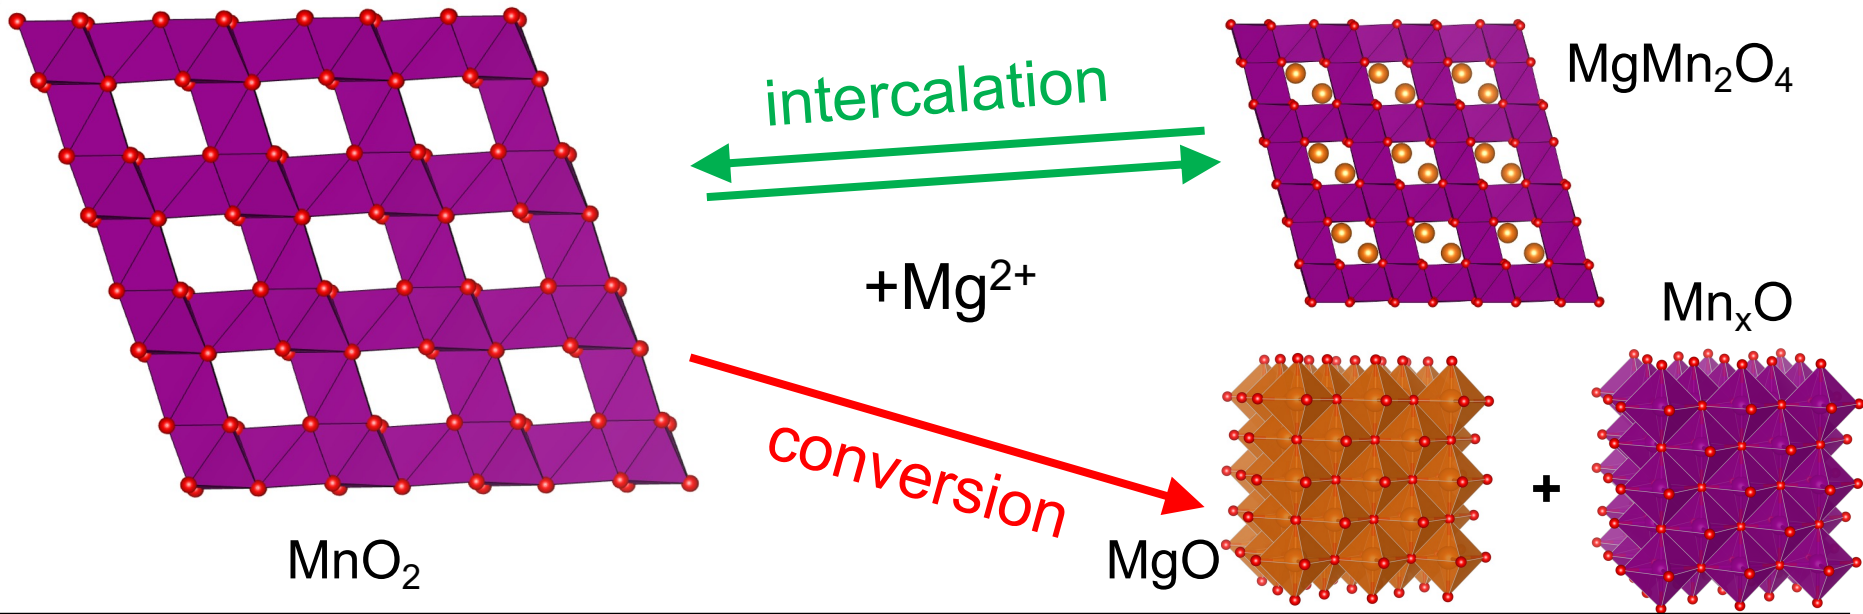 intercalation
MgMn₂O₄
+Mg²⁺
MnₓO
conversion
+
MgO
MnO₂